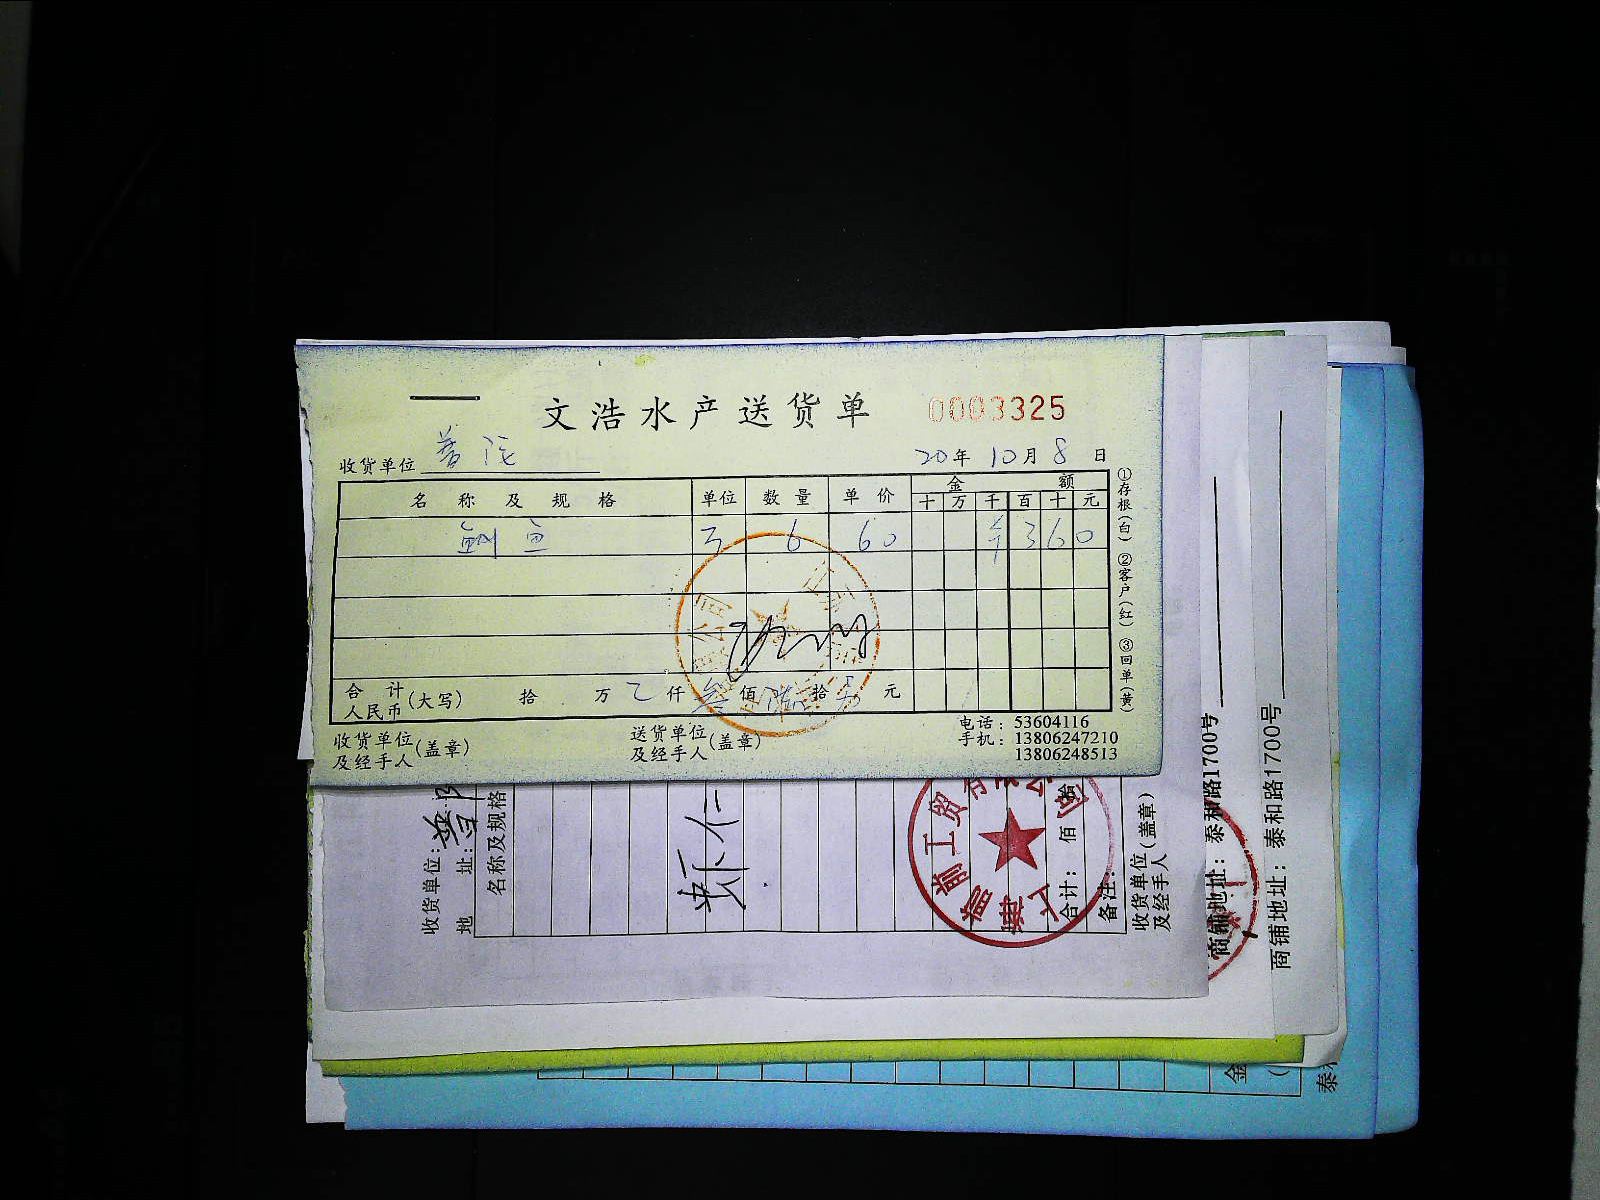 文浩水产送货单 0003325
收货单位
20年 10月 8日
名称及规格 单位 数量 单价 金额
十 万 千 百 十 元
6 60 ¥ 3 6 0
合计人民币(大写) 拾 万 仟 叁佰 陆拾 元
收货单位及经手人(盖章) 送货单位及经手人(盖章)
电话：53604116
手机：13806247210
13806248513
①存根(白) ②客户(红) ③回单(黄)
收货单位：
地址：
名称及规格
虾仁
合计： 佰 拾
备注：
收货单位及经手人(盖章)
商铺地址：泰和路1700号
商铺地址：泰和路1700号
金